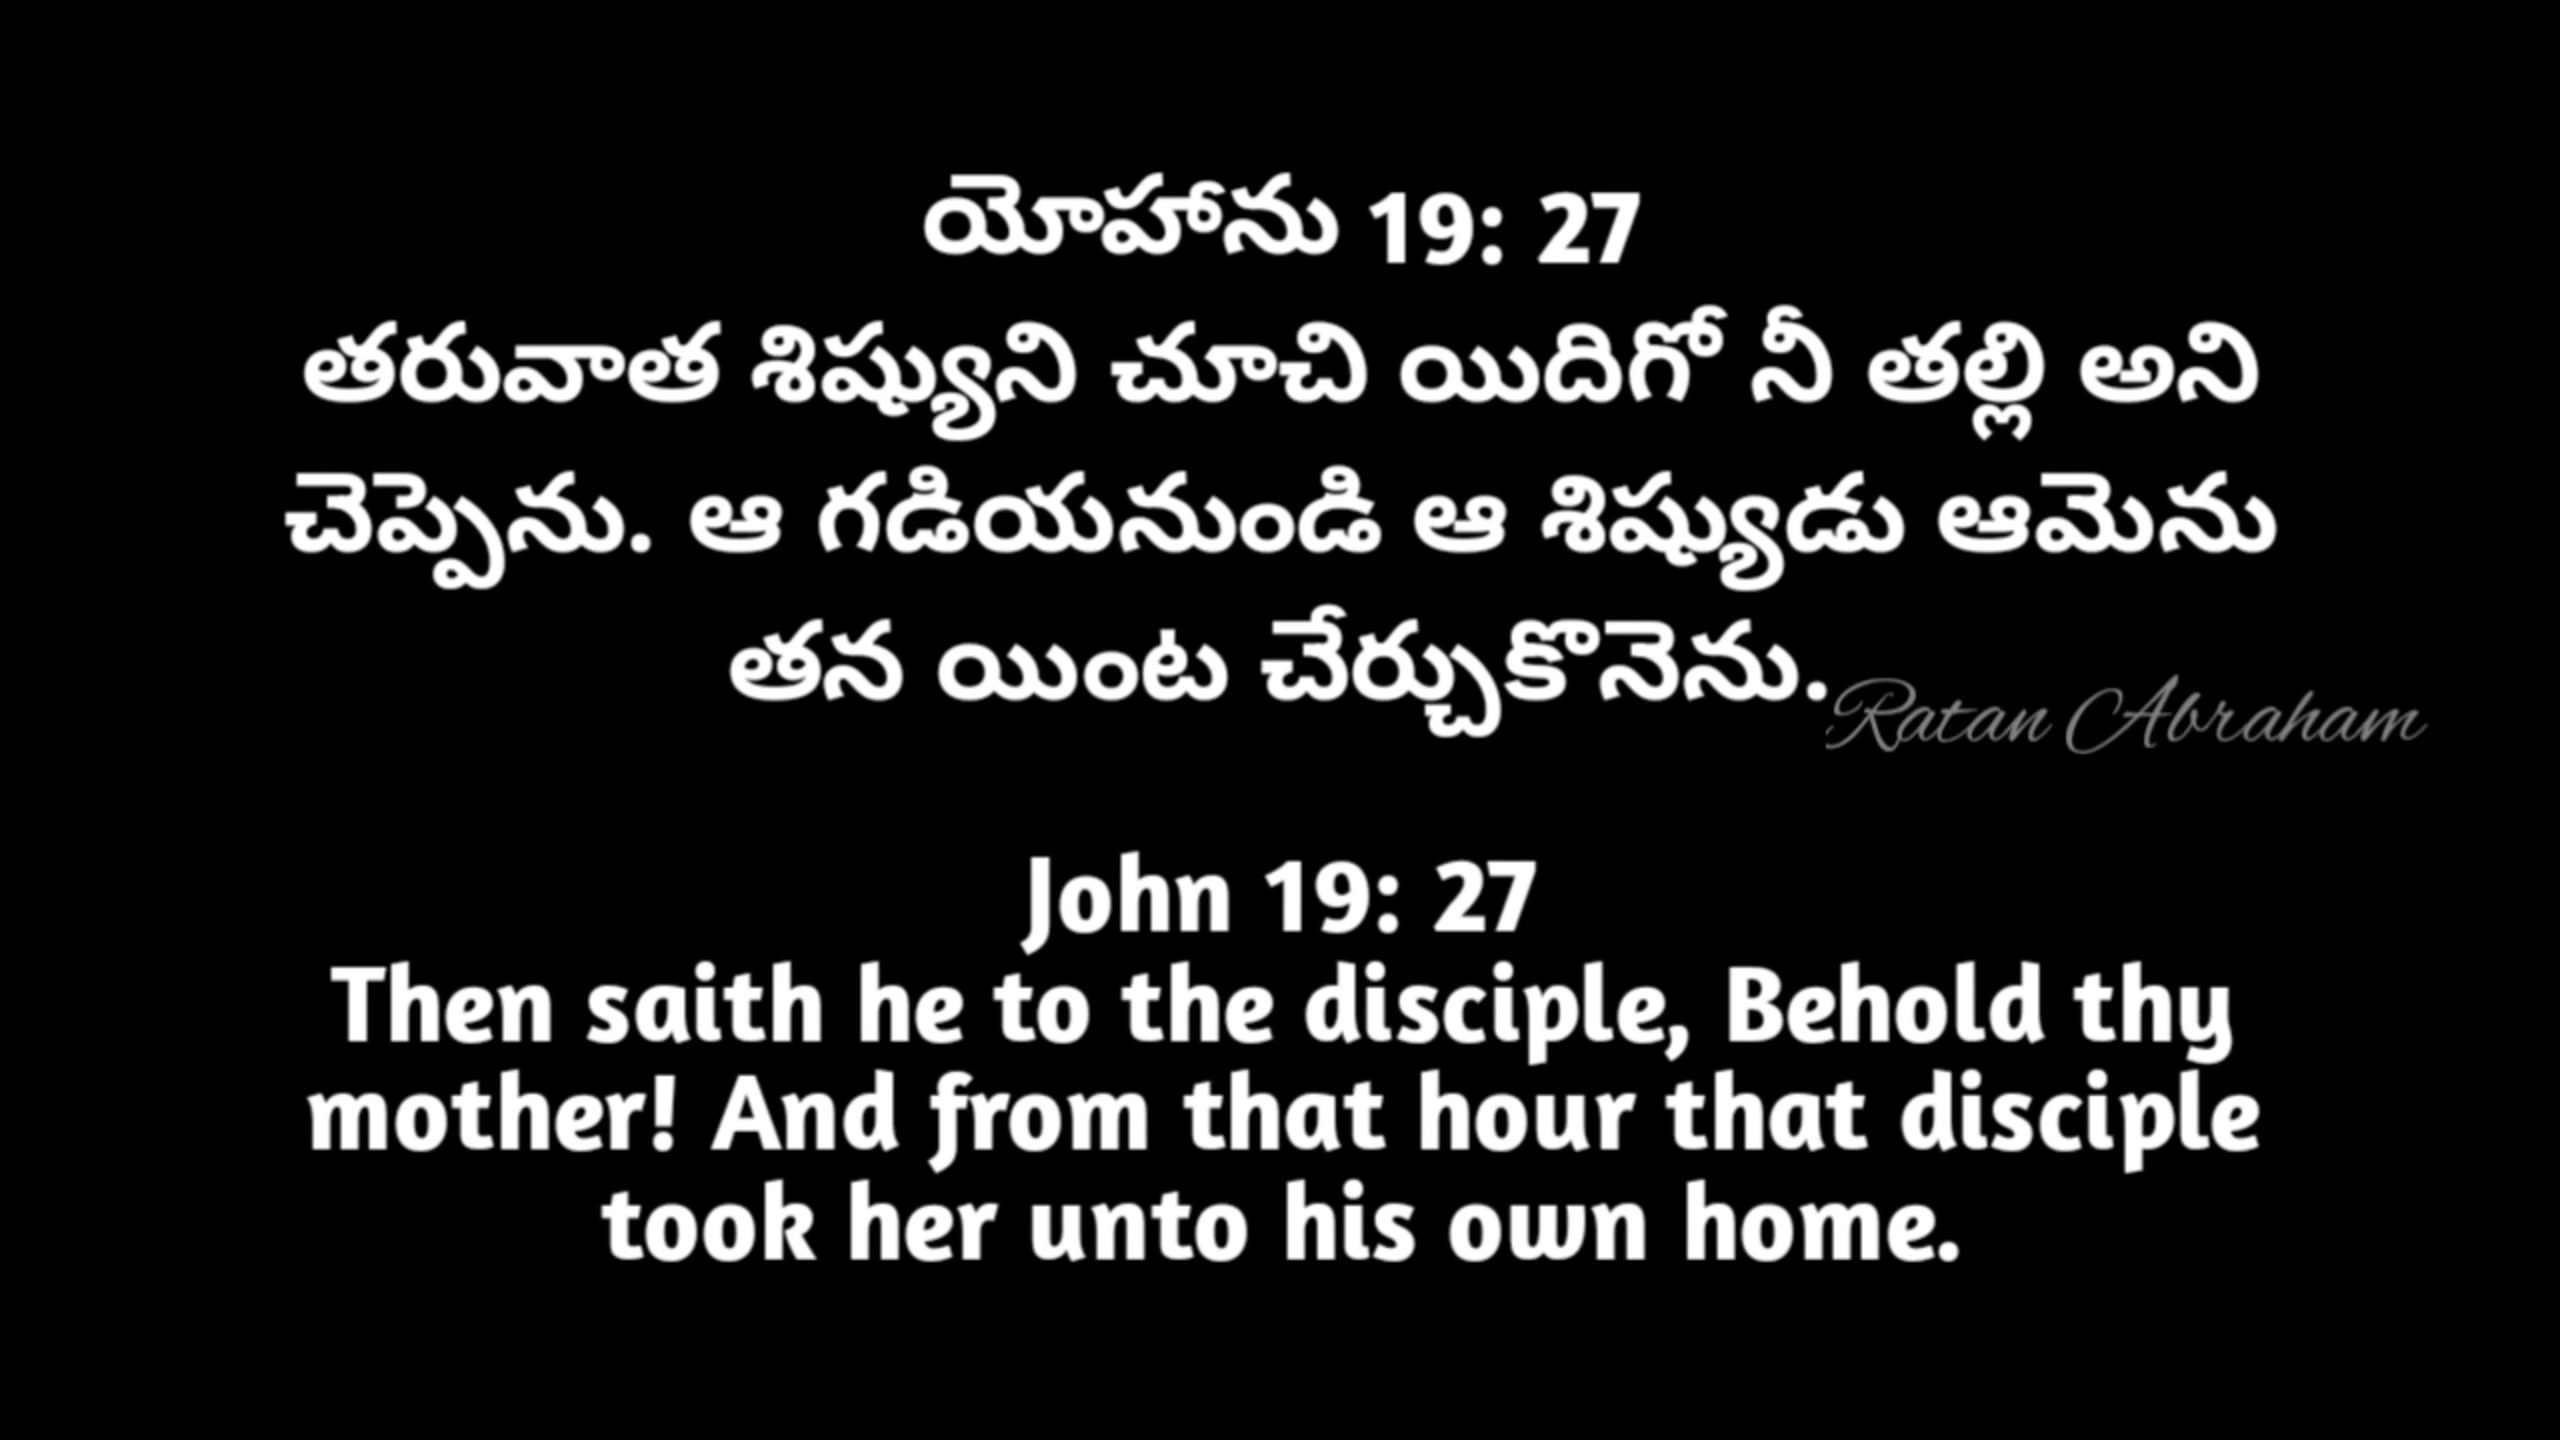 యోహాను 19: 27
తరువాత శిష్యుని చూచి యిదిగో నీ తల్లి అని
చెప్పెను. ఆ గడియనుండి ఆ శిష్యుడు ఆమెను
తన యింట చేర్చుకొనెను.
Ratan Abraham
John 19: 27
Then saith he to the disciple, Behold thy
mother! And from that hour that disciple
took her unto his own home.